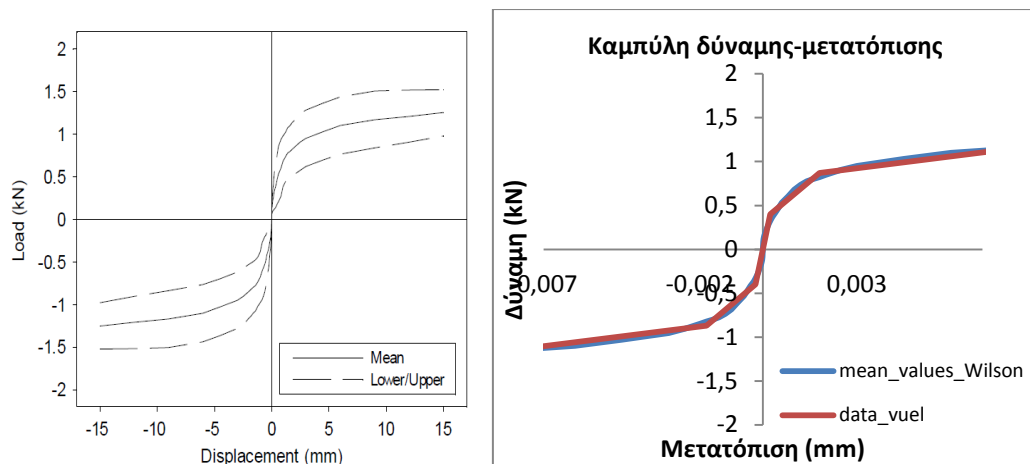 2
1.5
1
0.5
0
-0.5
-1
-1.5
-2
Load (kN)
-15 -10 -5 0 5 10 15
Displacement (mm)
Mean
Lower/Upper
Καμπύλη δύναμης-μετατόπισης
2
1,5
1
0,5
0
-0,5
-1
-1,5
-2
0,007 -0,002 0,003
Δύναμη (kN)
mean_values_Wilson
data_vuel
Μετατόπιση (mm)